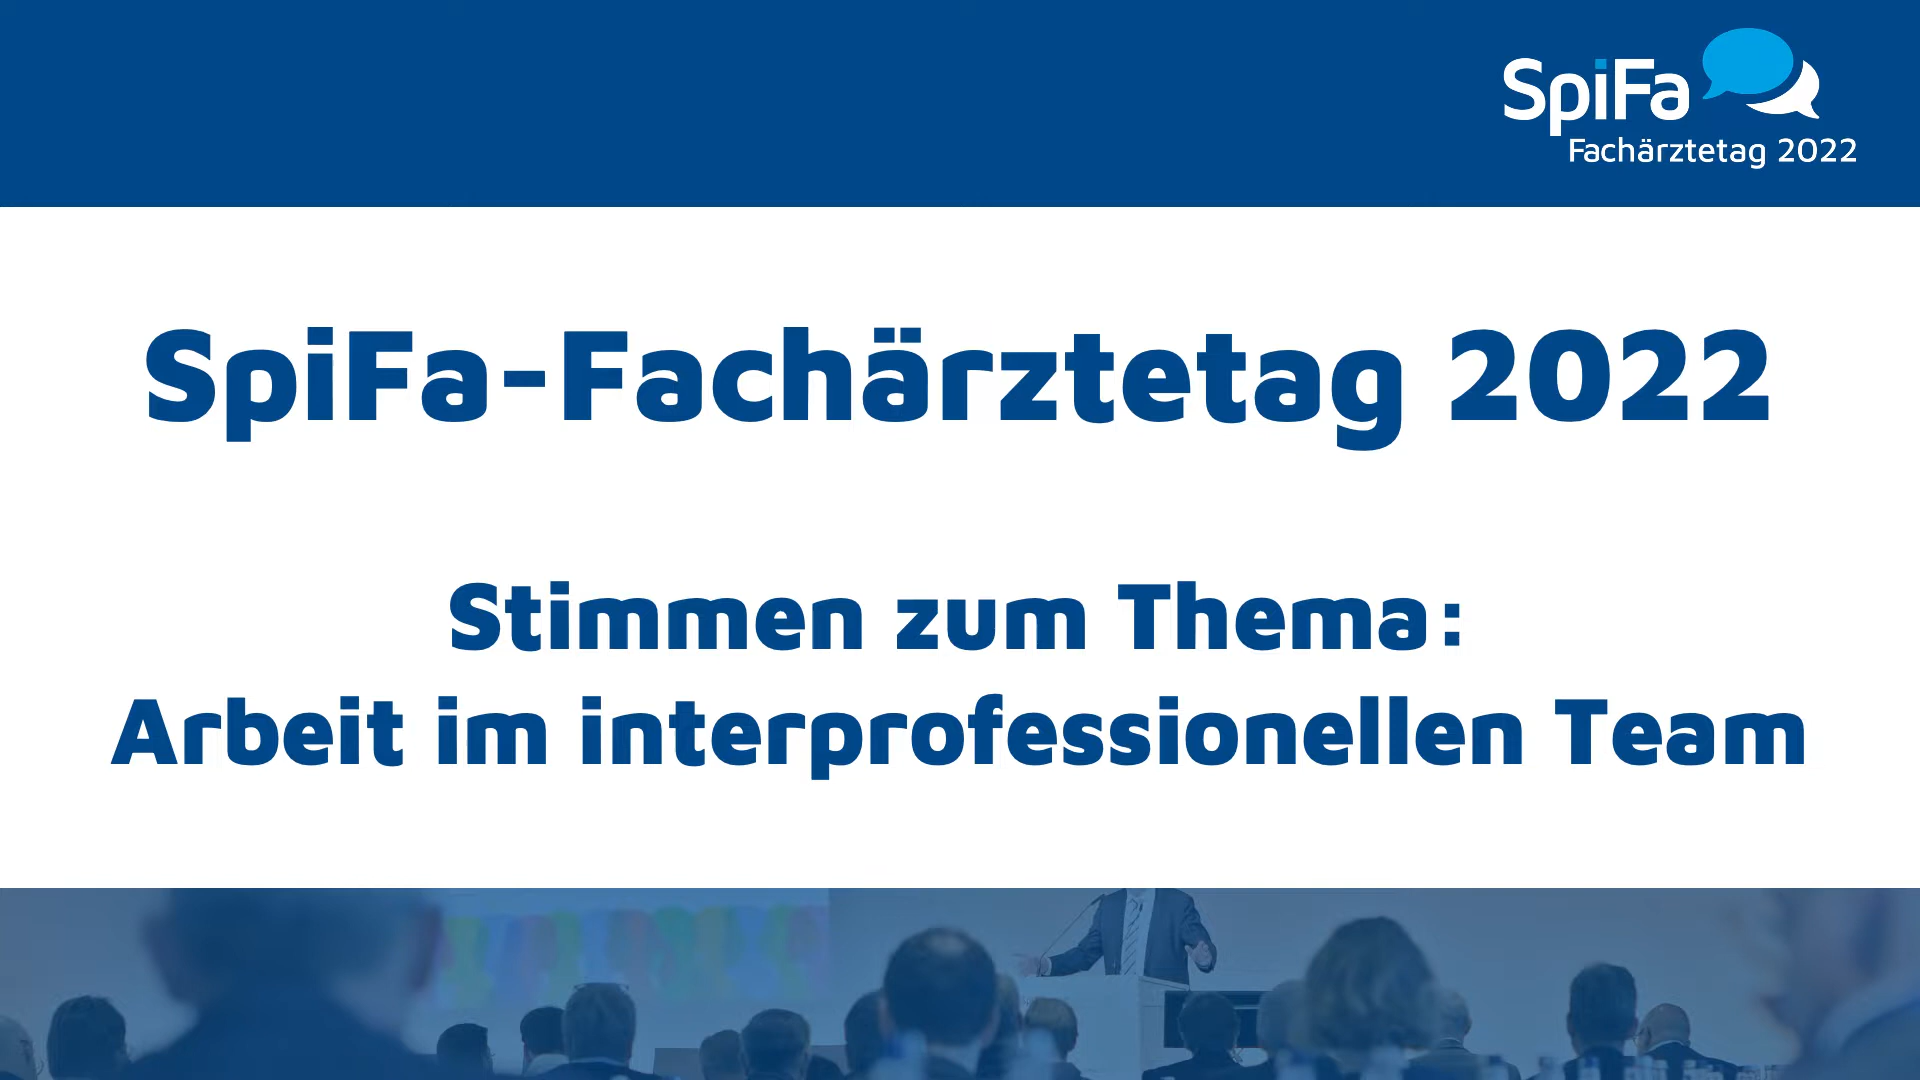 SpiFa
Fachärztetag 2022
SpiFa-Fachärztetag 2022
Stimmen zum Thema:
Arbeit im interprofessionellen Team